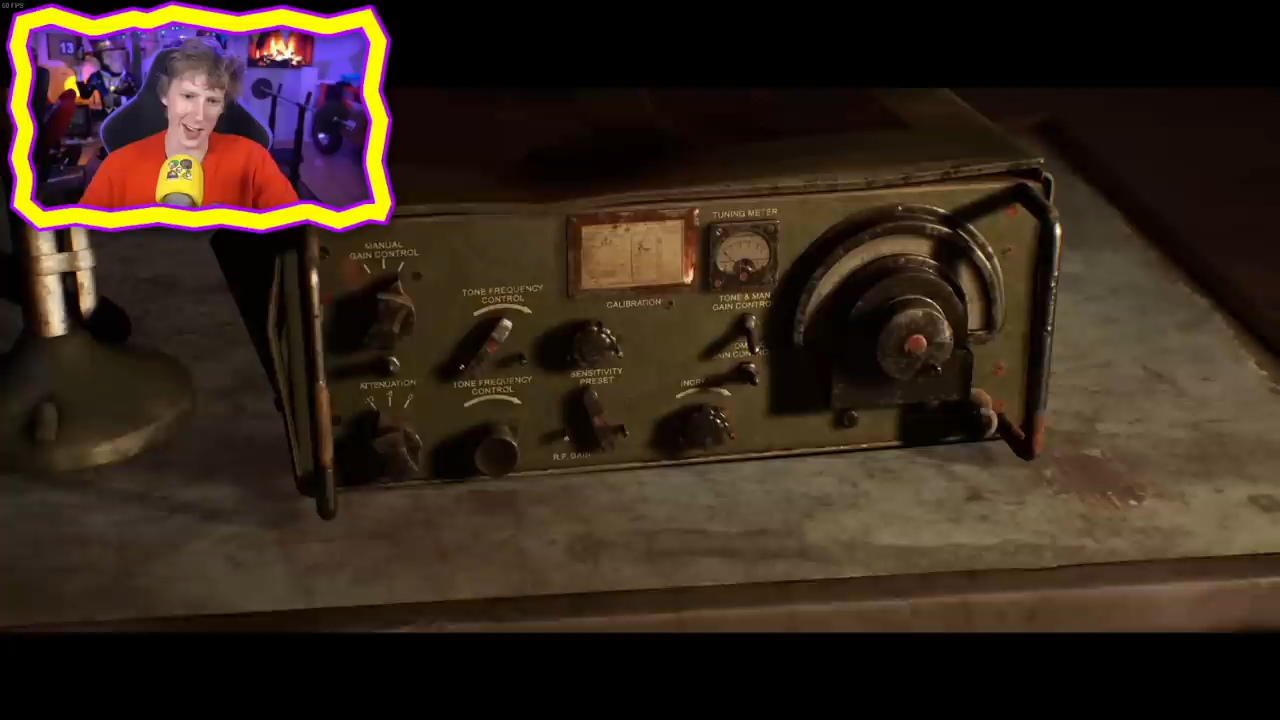 60 FPS
13
MANUAL
GAIN CONTROL
TONE FREQUENCY
CONTROL
TUNING METER
CALIBRATION
TONE & MAN
GAIN CONTROL
ATTENUATION
TONE FREQUENCY
CONTROL
SENSITIVITY
PRESET
R.F. GAIN